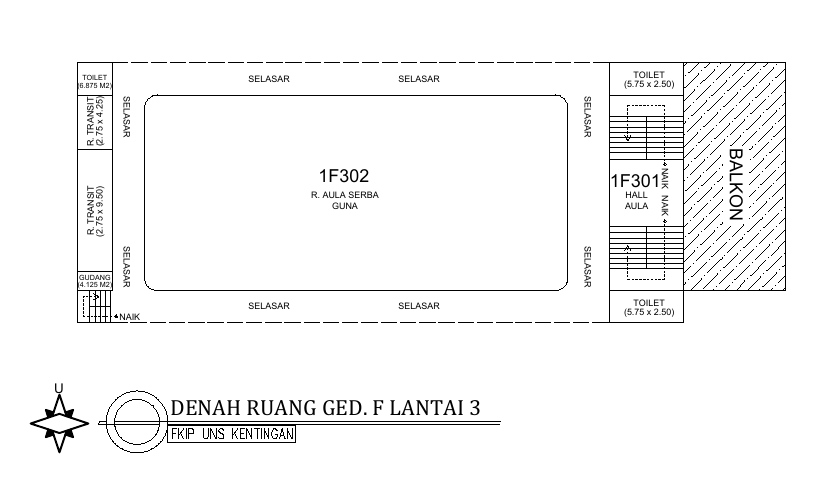 TOILET
(6.875 M2)
SELASAR
SELASAR
TOILET
(5.75 x 2.50)
R. TRANSIT
(2.75 x 4.25)
SELASAR
SELASAR
1F302
R. AULA SERBA
GUNA
1F301
HALL
AULA
NAIK
NAIK
BALKON
R. TRANSIT
(2.75 x 9.50)
SELASAR
SELASAR
GUDANG
(4.125 M2)
NAIK
SELASAR
SELASAR
TOILET
(5.75 x 2.50)
U
DENAH RUANG GED. F LANTAI 3
FKIP UNS KENTINGAN